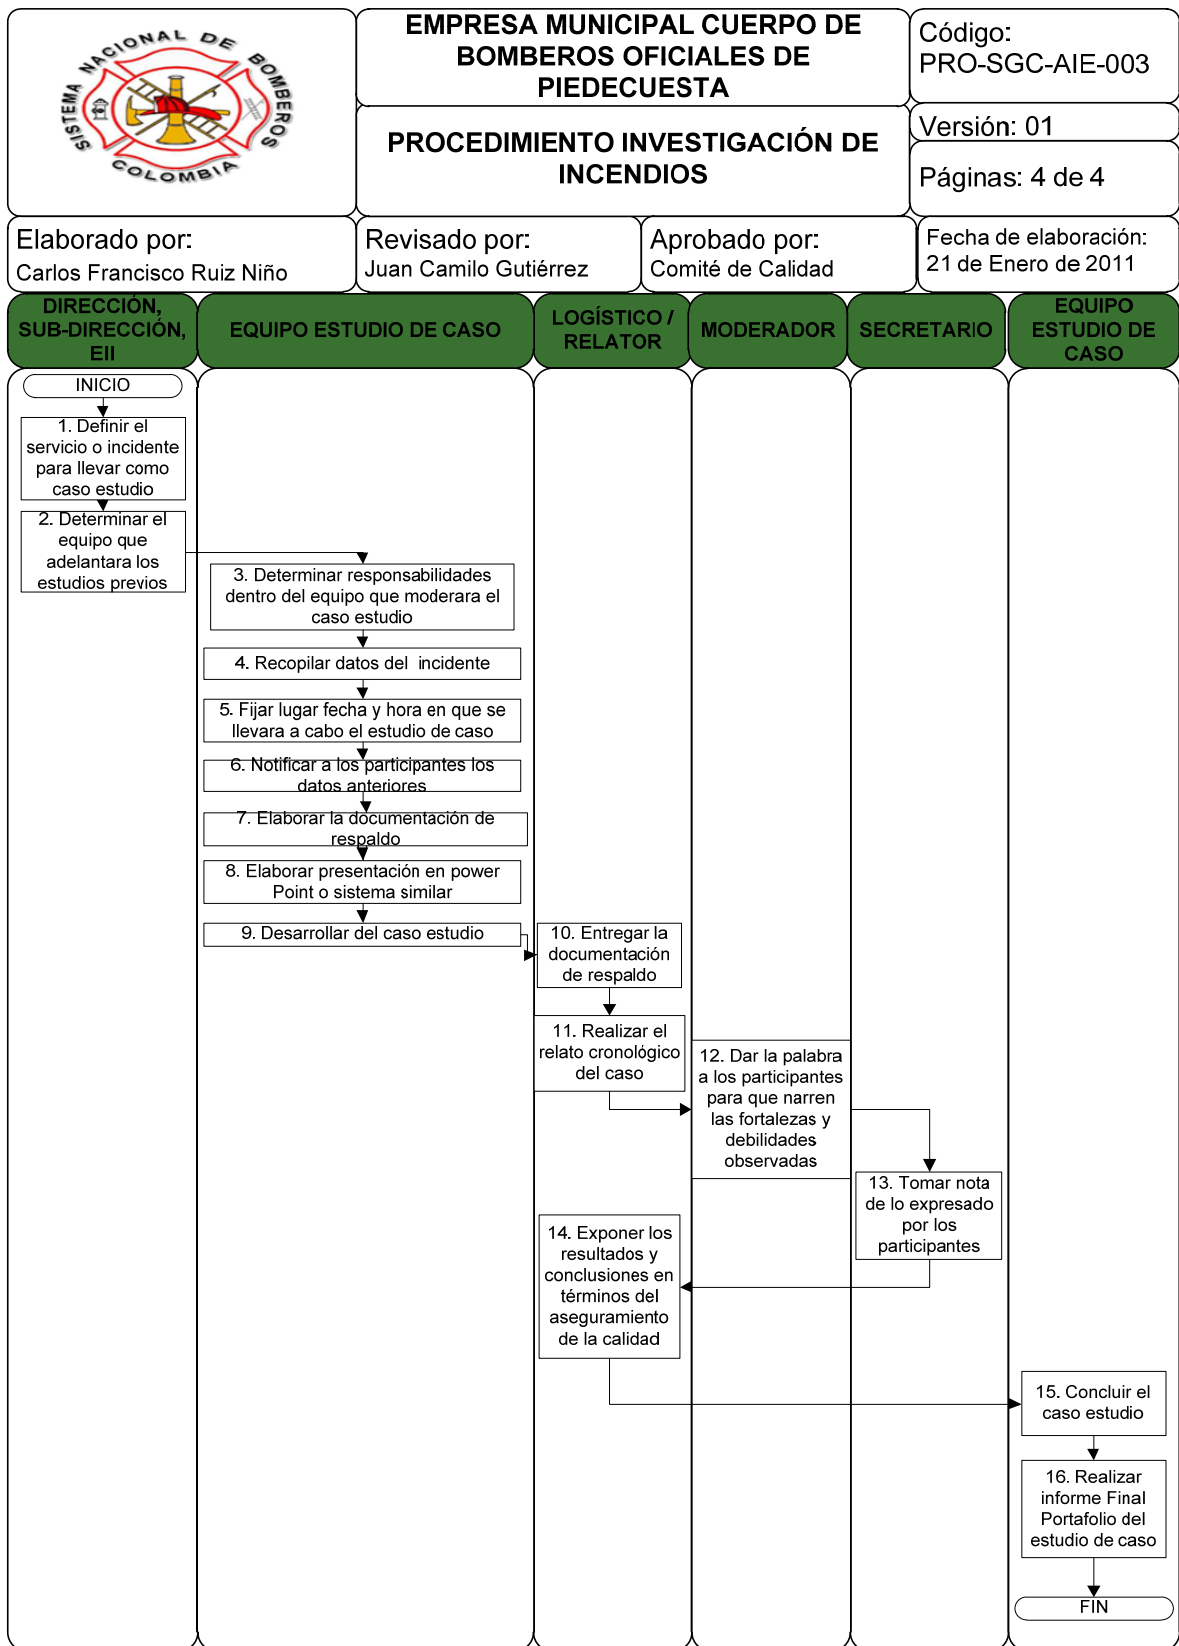 SISTEMA NACIONAL DE BOMBEROS
COLOMBIA
EMPRESA MUNICIPAL CUERPO DE
BOMBEROS OFICIALES DE
PIEDECUESTA
PROCEDIMIENTO INVESTIGACIÓN DE
INCENDIOS
Código:
PRO-SGC-AIE-003
Versión: 01
Páginas: 4 de 4
Elaborado por:
Carlos Francisco Ruiz Niño
Revisado por:
Juan Camilo Gutiérrez
Aprobado por:
Comité de Calidad
Fecha de elaboración:
21 de Enero de 2011
DIRECCIÓN,
SUB-DIRECCIÓN,
EII
EQUIPO ESTUDIO DE CASO
LOGÍSTICO /
RELATOR
MODERADOR
SECRETARIO
EQUIPO
ESTUDIO DE
CASO
INICIO
1. Definir el
servicio o incidente
para llevar como
caso estudio
2. Determinar el
equipo que
adelantara los
estudios previos
3. Determinar responsabilidades
dentro del equipo que moderara el
caso estudio
4. Recopilar datos del incidente
5. Fijar lugar fecha y hora en que se
llevara a cabo el estudio de caso
6. Notificar a los participantes los
datos anteriores
7. Elaborar la documentación de
respaldo
8. Elaborar presentación en power
Point o sistema similar
9. Desarrollar del caso estudio
10. Entregar la
documentación
de respaldo
11. Realizar el
relato cronológico
del caso
12. Dar la palabra
a los participantes
para que narren
las fortalezas y
debilidades
observadas
13. Tomar nota
de lo expresado
por los
participantes
14. Exponer los
resultados y
conclusiones en
términos del
aseguramiento
de la calidad
15. Concluir el
caso estudio
16. Realizar
informe Final
Portafolio del
estudio de caso
FIN